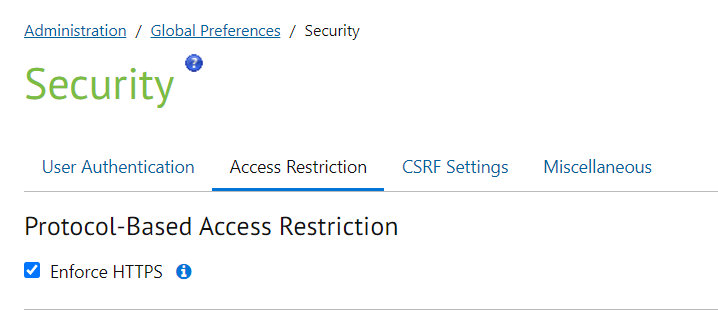 Administration / Global Preferences / Security
Security ?
User Authentication Access Restriction CSRF Settings Miscellaneous
Protocol-Based Access Restriction
Enforce HTTPS i